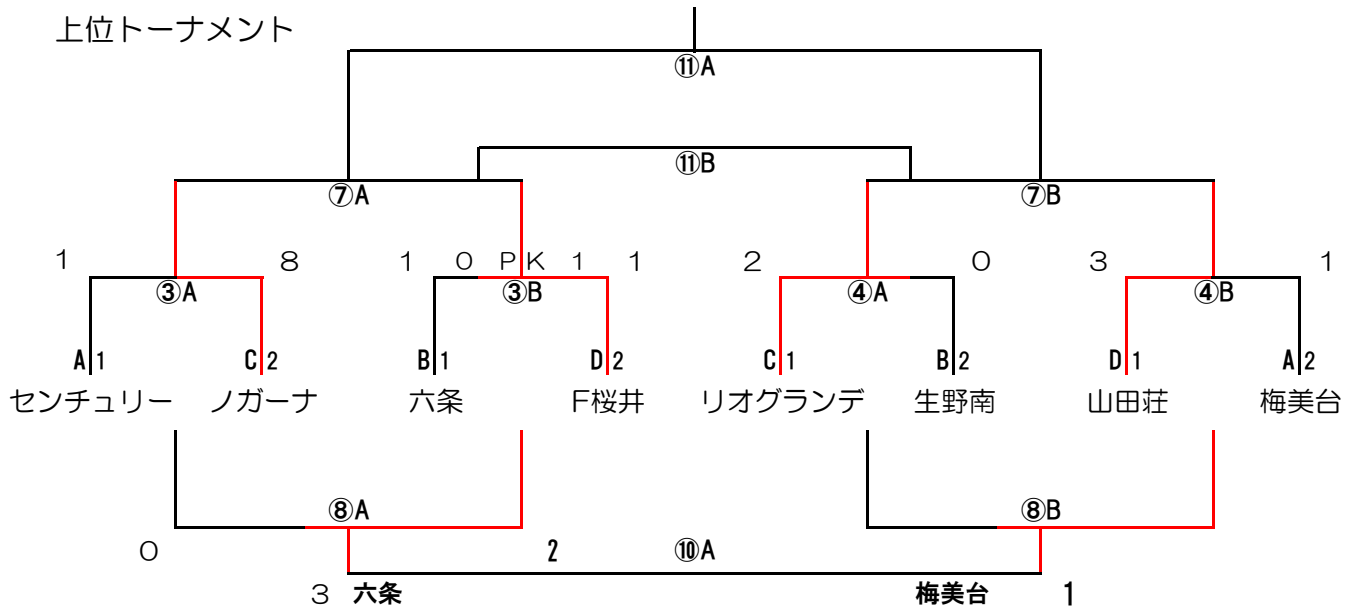 上位トーナメント
⑪A
⑪B
⑦A ⑦B
1 8 1 0 PK 1 1 2 0 3 1
③A ③B ④A ④B
A1 C2 B1 D2 C1 B2 D1 A2
センチュリー ノガーナ 六条 F桜井 リオグランデ 生野南 山田荘 梅美台
⑧A ⑧B
0 2 ⑩A
3 六条 梅美台 1